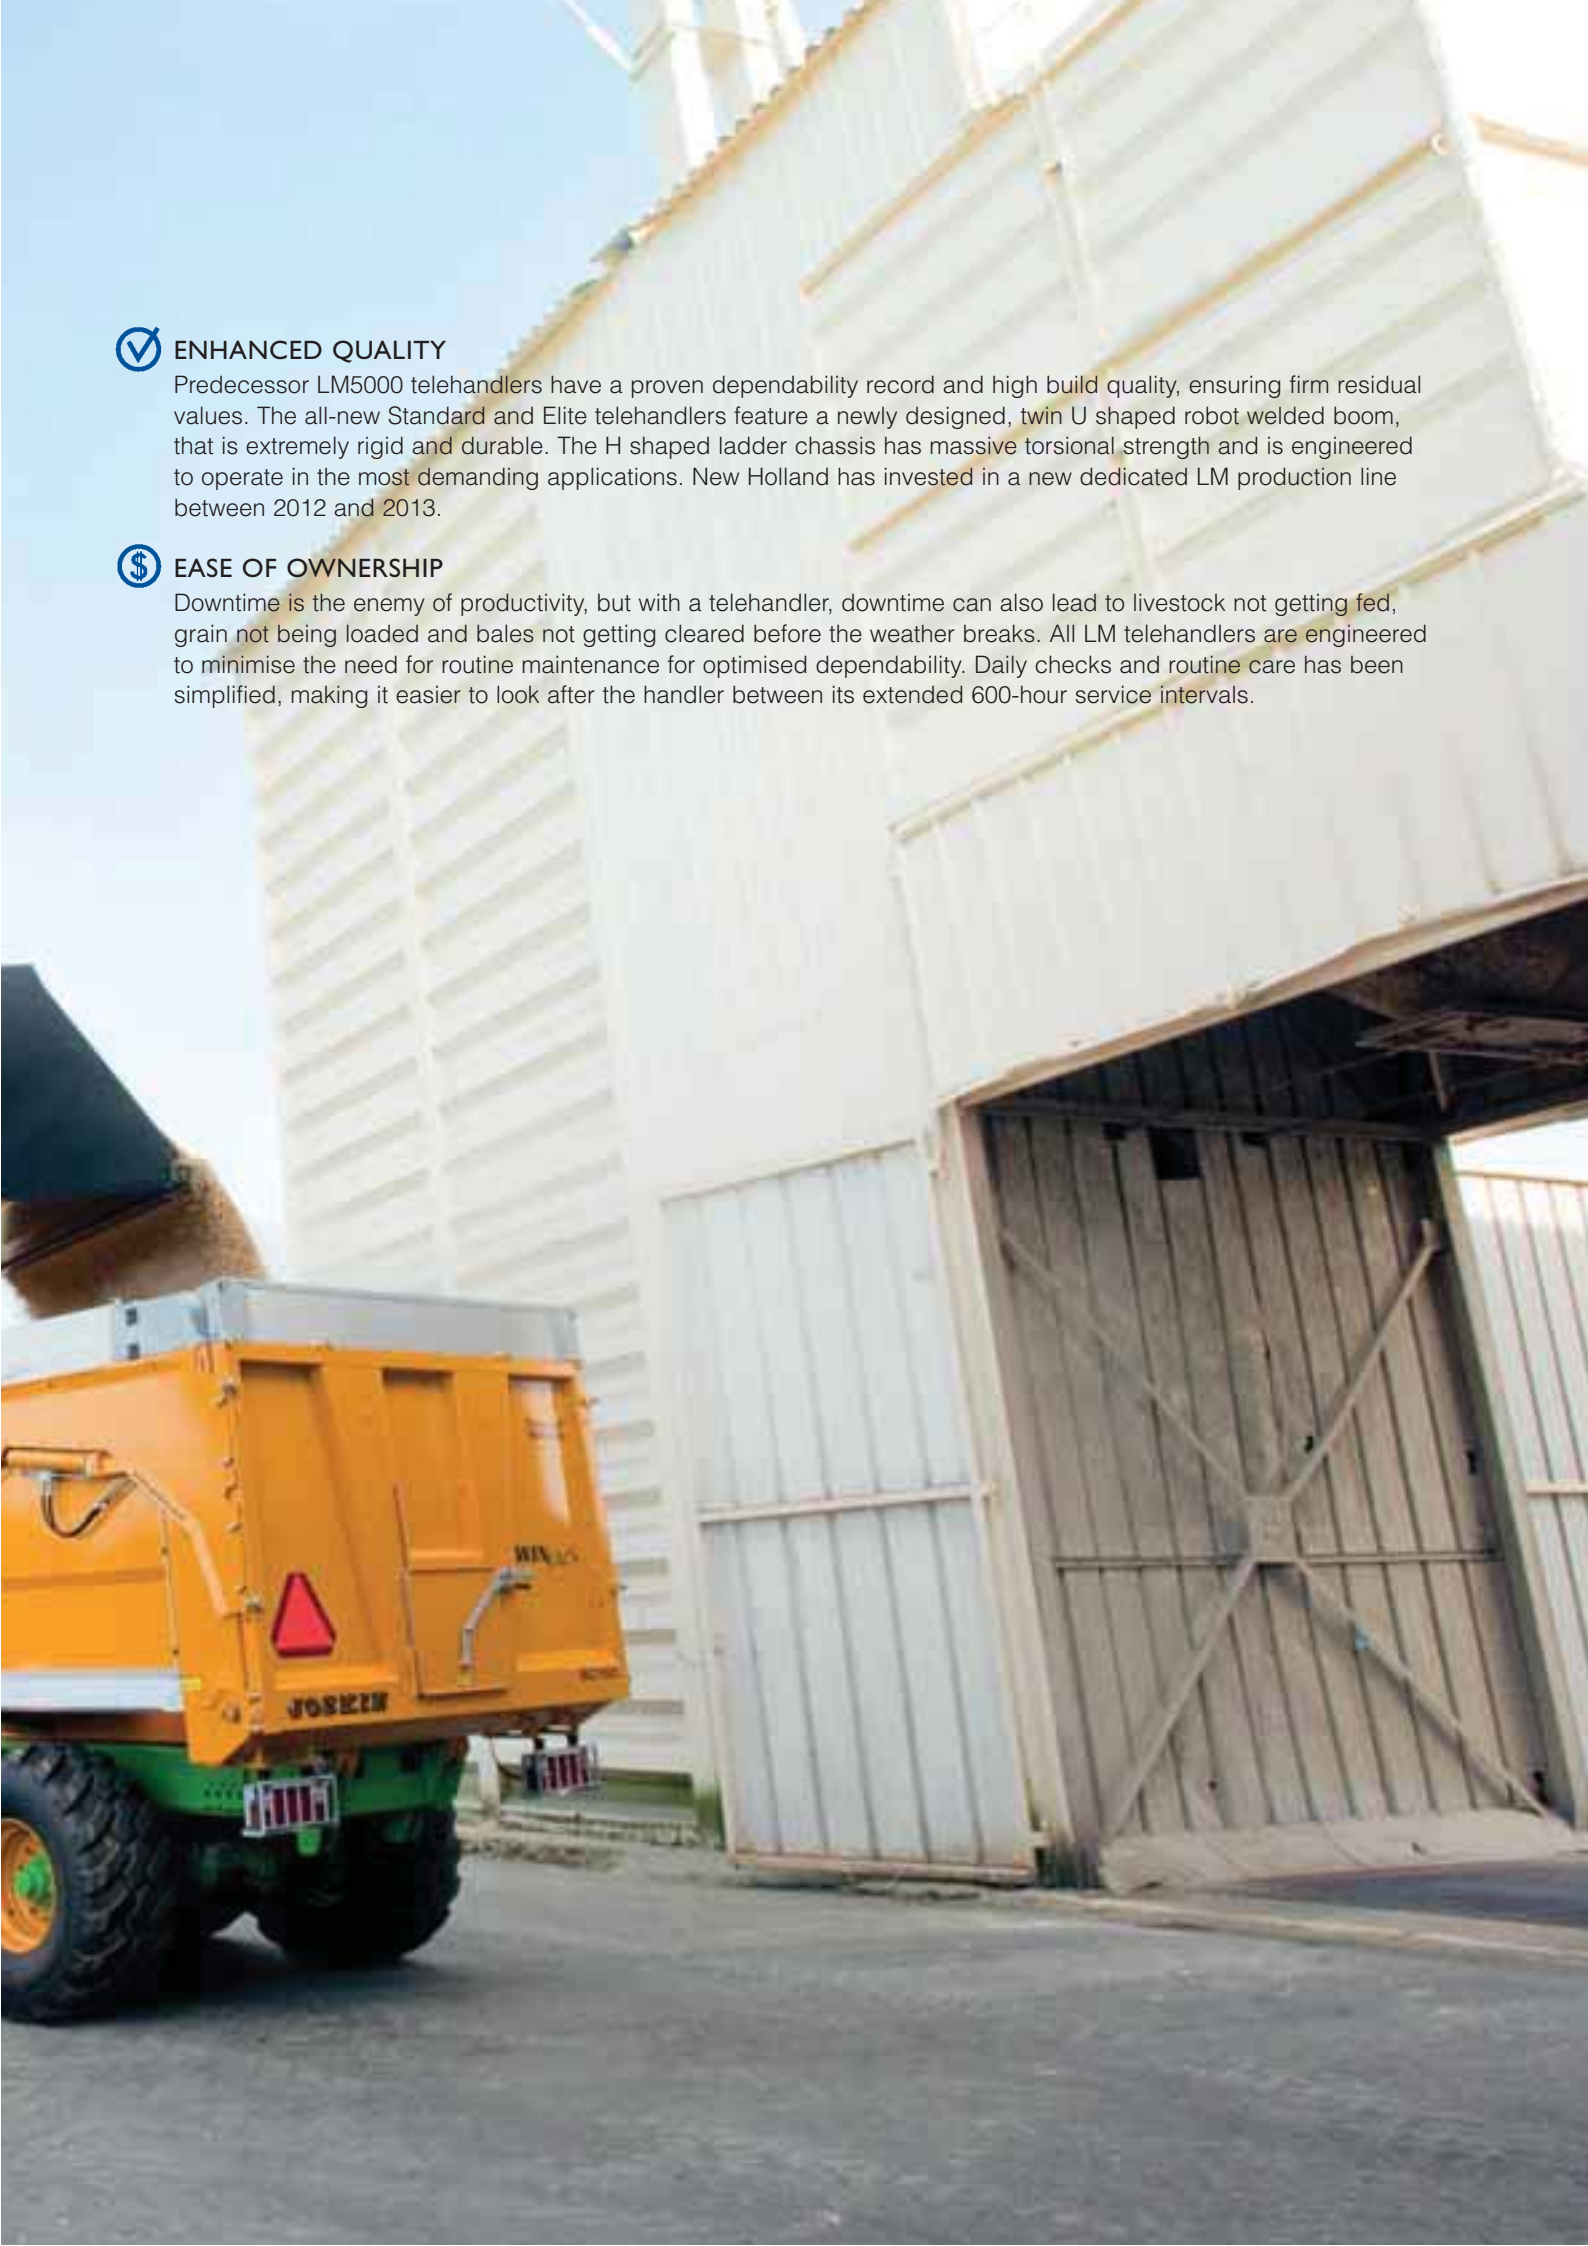 ENHANCED QUALITY
Predecessor LM5000 telehandlers have a proven dependability record and high build quality, ensuring firm residual
values. The all-new Standard and Elite telehandlers feature a newly designed, twin U shaped robot welded boom,
that is extremely rigid and durable. The H shaped ladder chassis has massive torsional strength and is engineered
to operate in the most demanding applications. New Holland has invested in a new dedicated LM production line
between 2012 and 2013.
$ EASE OF OWNERSHIP
Downtime is the enemy of productivity, but with a telehandler, downtime can also lead to livestock not getting fed,
grain not being loaded and bales not getting cleared before the weather breaks. All LM telehandlers are engineered
to minimise the need for routine maintenance for optimised dependability. Daily checks and routine care has been
simplified, making it easier to look after the handler between its extended 600-hour service intervals.
JOSKIN